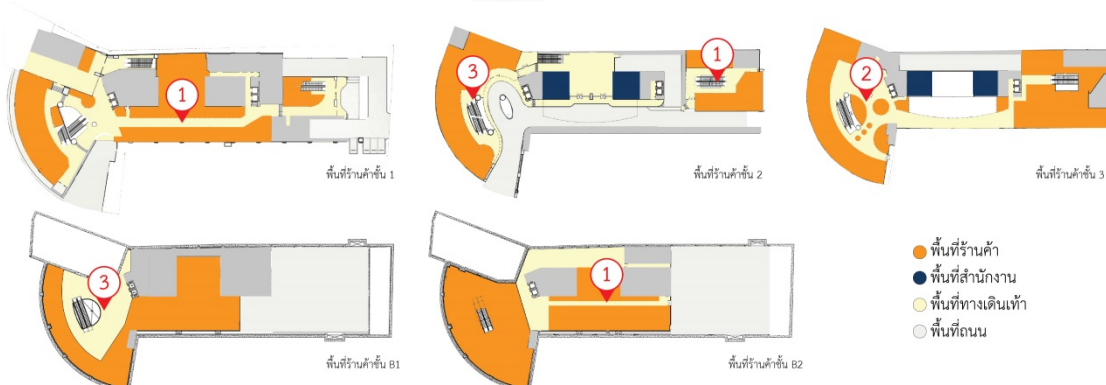 1
3
1
2
พื้นที่ร้านค้าชั้น 1
พื้นที่ร้านค้าชั้น 2
พื้นที่ร้านค้าชั้น 3
3
1
พื้นที่ร้านค้า
พื้นที่สำนักงาน
พื้นที่ทางเดินเท้า
พื้นที่ถนน
พื้นที่ร้านค้าชั้น B1
พื้นที่ร้านค้าชั้น B2